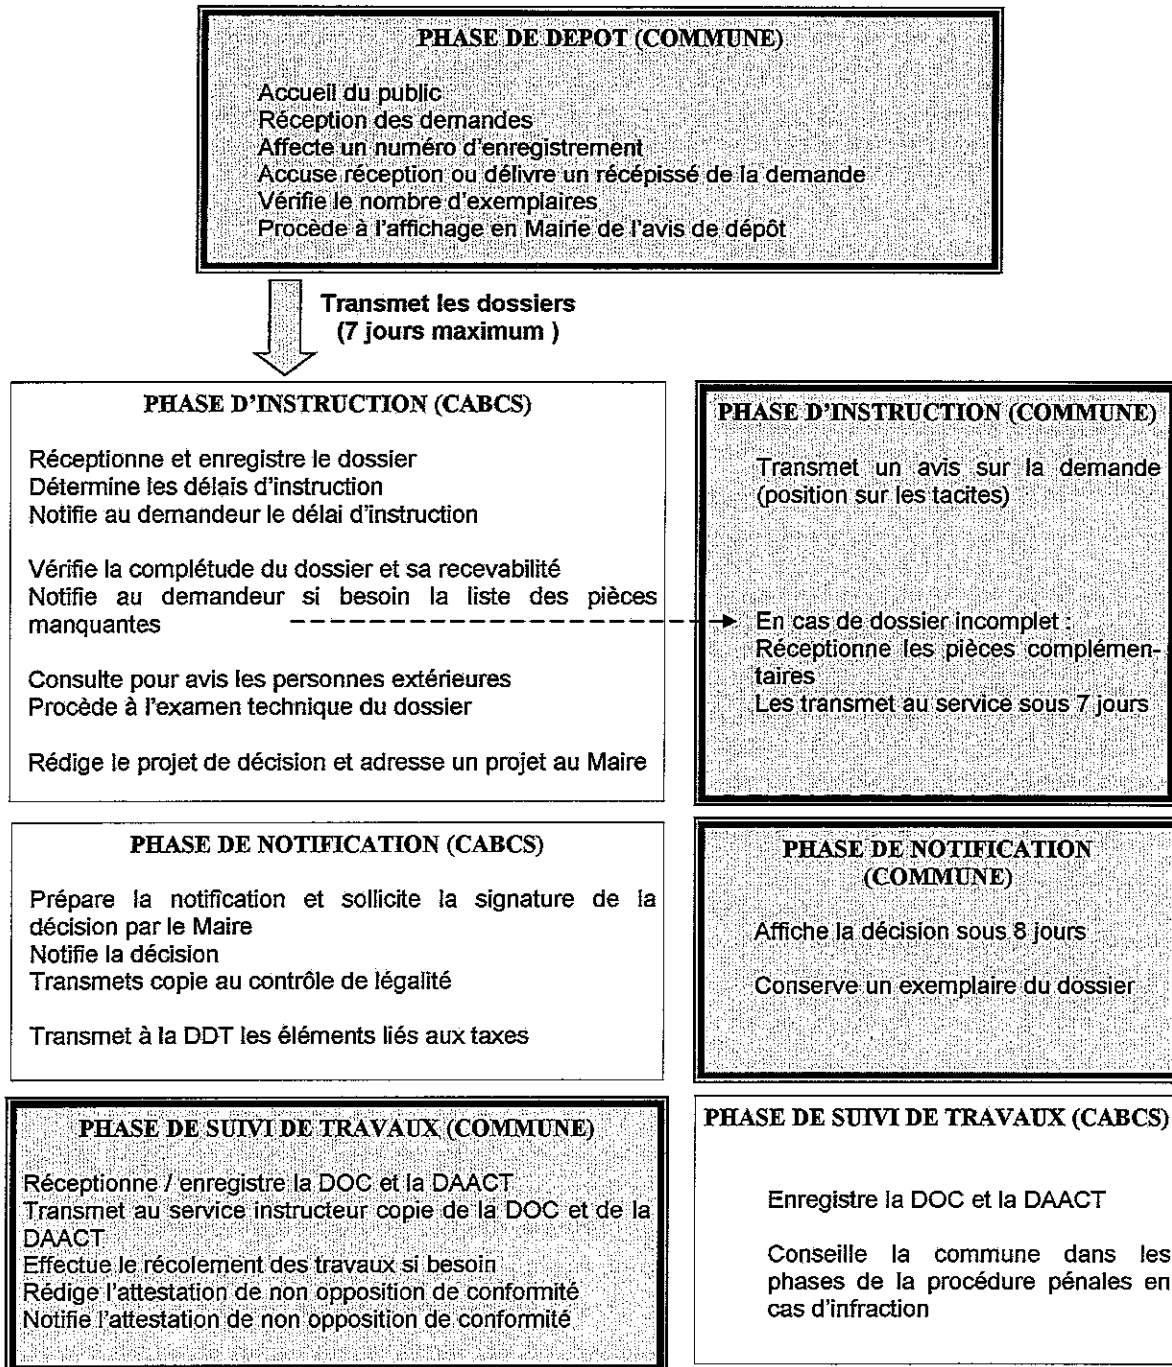 PHASE DE DEPOT (COMMUNE)
Accueil du public
Réception des demandes
Affecte un numéro d'enregistrement
Accuse réception ou délivre un récépissé de la demande
Vérifie le nombre d'exemplaires
Procède à l'affichage en Mairie de l'avis de dépôt
Transmet les dossiers
(7 jours maximum )
PHASE D'INSTRUCTION (CABCS)
Réceptionne et enregistre le dossier
Détermine les délais d'instruction
Notifie au demandeur le délai d'instruction
Vérifie la complétude du dossier et sa recevabilité
Notifie au demandeur si besoin la liste des pièces
manquantes
Consulte pour avis les personnes extérieures
Procède à l'examen technique du dossier
Rédige le projet de décision et adresse un projet au Maire
PHASE D'INSTRUCTION (COMMUNE)
Transmet un avis sur la demande
(position sur les tacites)
En cas de dossier incomplet :
Réceptionne les pièces complémen-
taires
Les transmet au service sous 7 jours
PHASE DE NOTIFICATION (CABCS)
Prépare la notification et sollicite la signature de la
décision par le Maire
Notifie la décision
Transmets copie au contrôle de légalité
Transmet à la DDT les éléments liés aux taxes
PHASE DE NOTIFICATION
(COMMUNE)
Affiche la décision sous 8 jours
Conserve un exemplaire du dossier
PHASE DE SUIVI DE TRAVAUX (COMMUNE)
Réceptionne / enregistre la DOC et la DAACT
Transmet au service instructeur copie de la DOC et de la
DAACT
Effectue le récolement des travaux si besoin
Rédige l'attestation de non opposition de conformité
Notifie l'attestation de non opposition de conformité
PHASE DE SUIVI DE TRAVAUX (CABCS)
Enregistre la DOC et la DAACT
Conseille la commune dans les
phases de la procédure pénales en
cas d'infraction